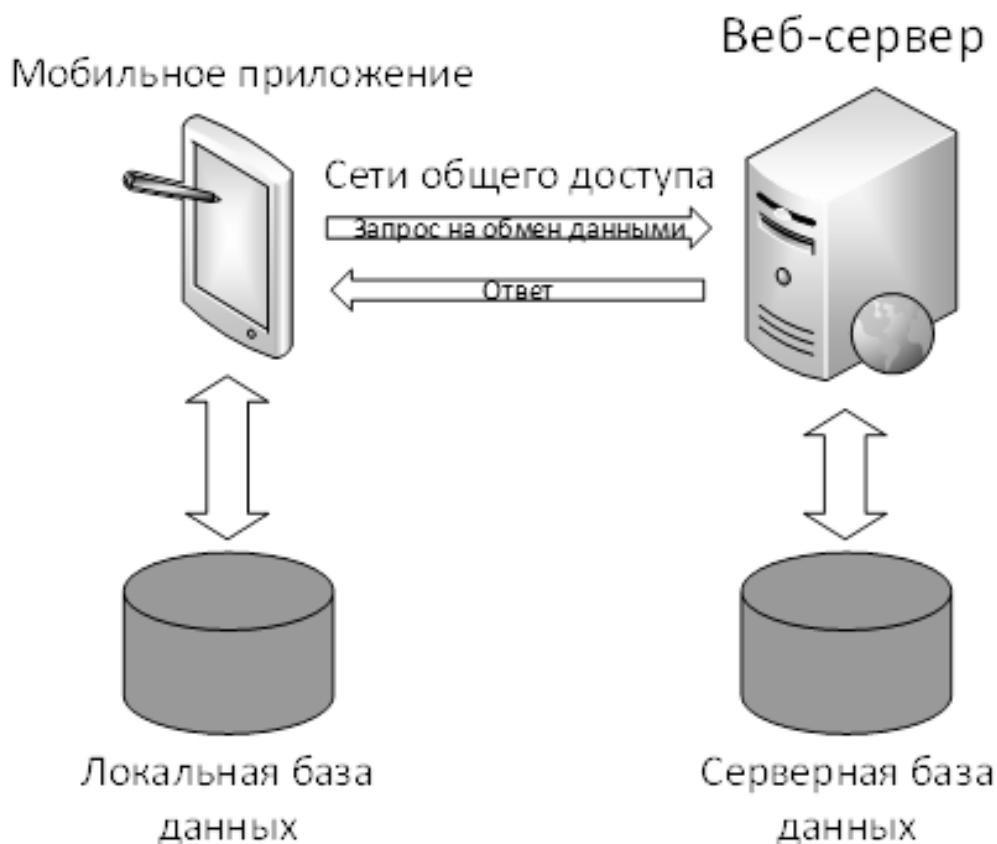 Веб-сервер
Мобильное приложение
Сети общего доступа
Запрос на обмен данными
Ответ
Локальная база
данных
Серверная база
данных